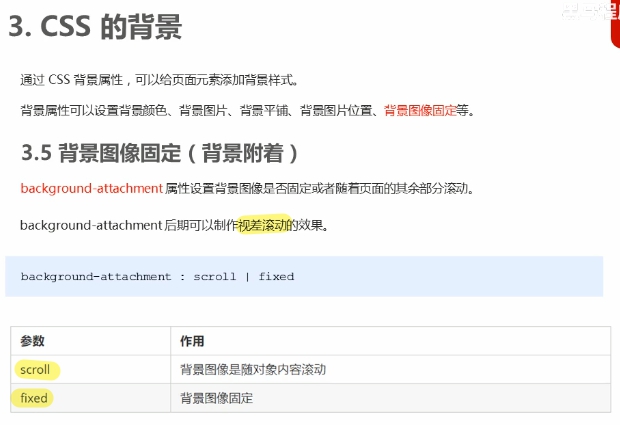 3. CSS 的背景
通过 CSS 背景属性，可以给页面元素添加背景样式。
背景属性可以设置背景颜色、背景图片、背景平铺、背景图片位置、背景图像固定等。
3.5 背景图像固定（背景附着）
background-attachment 属性设置背景图像是否固定或者随着页面的其余部分滚动。
background-attachment 后期可以制作视差滚动的效果。
background-attachment : scroll | fixed
参数 作用
scroll 背景图像是随对象内容滚动
fixed 背景图像固定